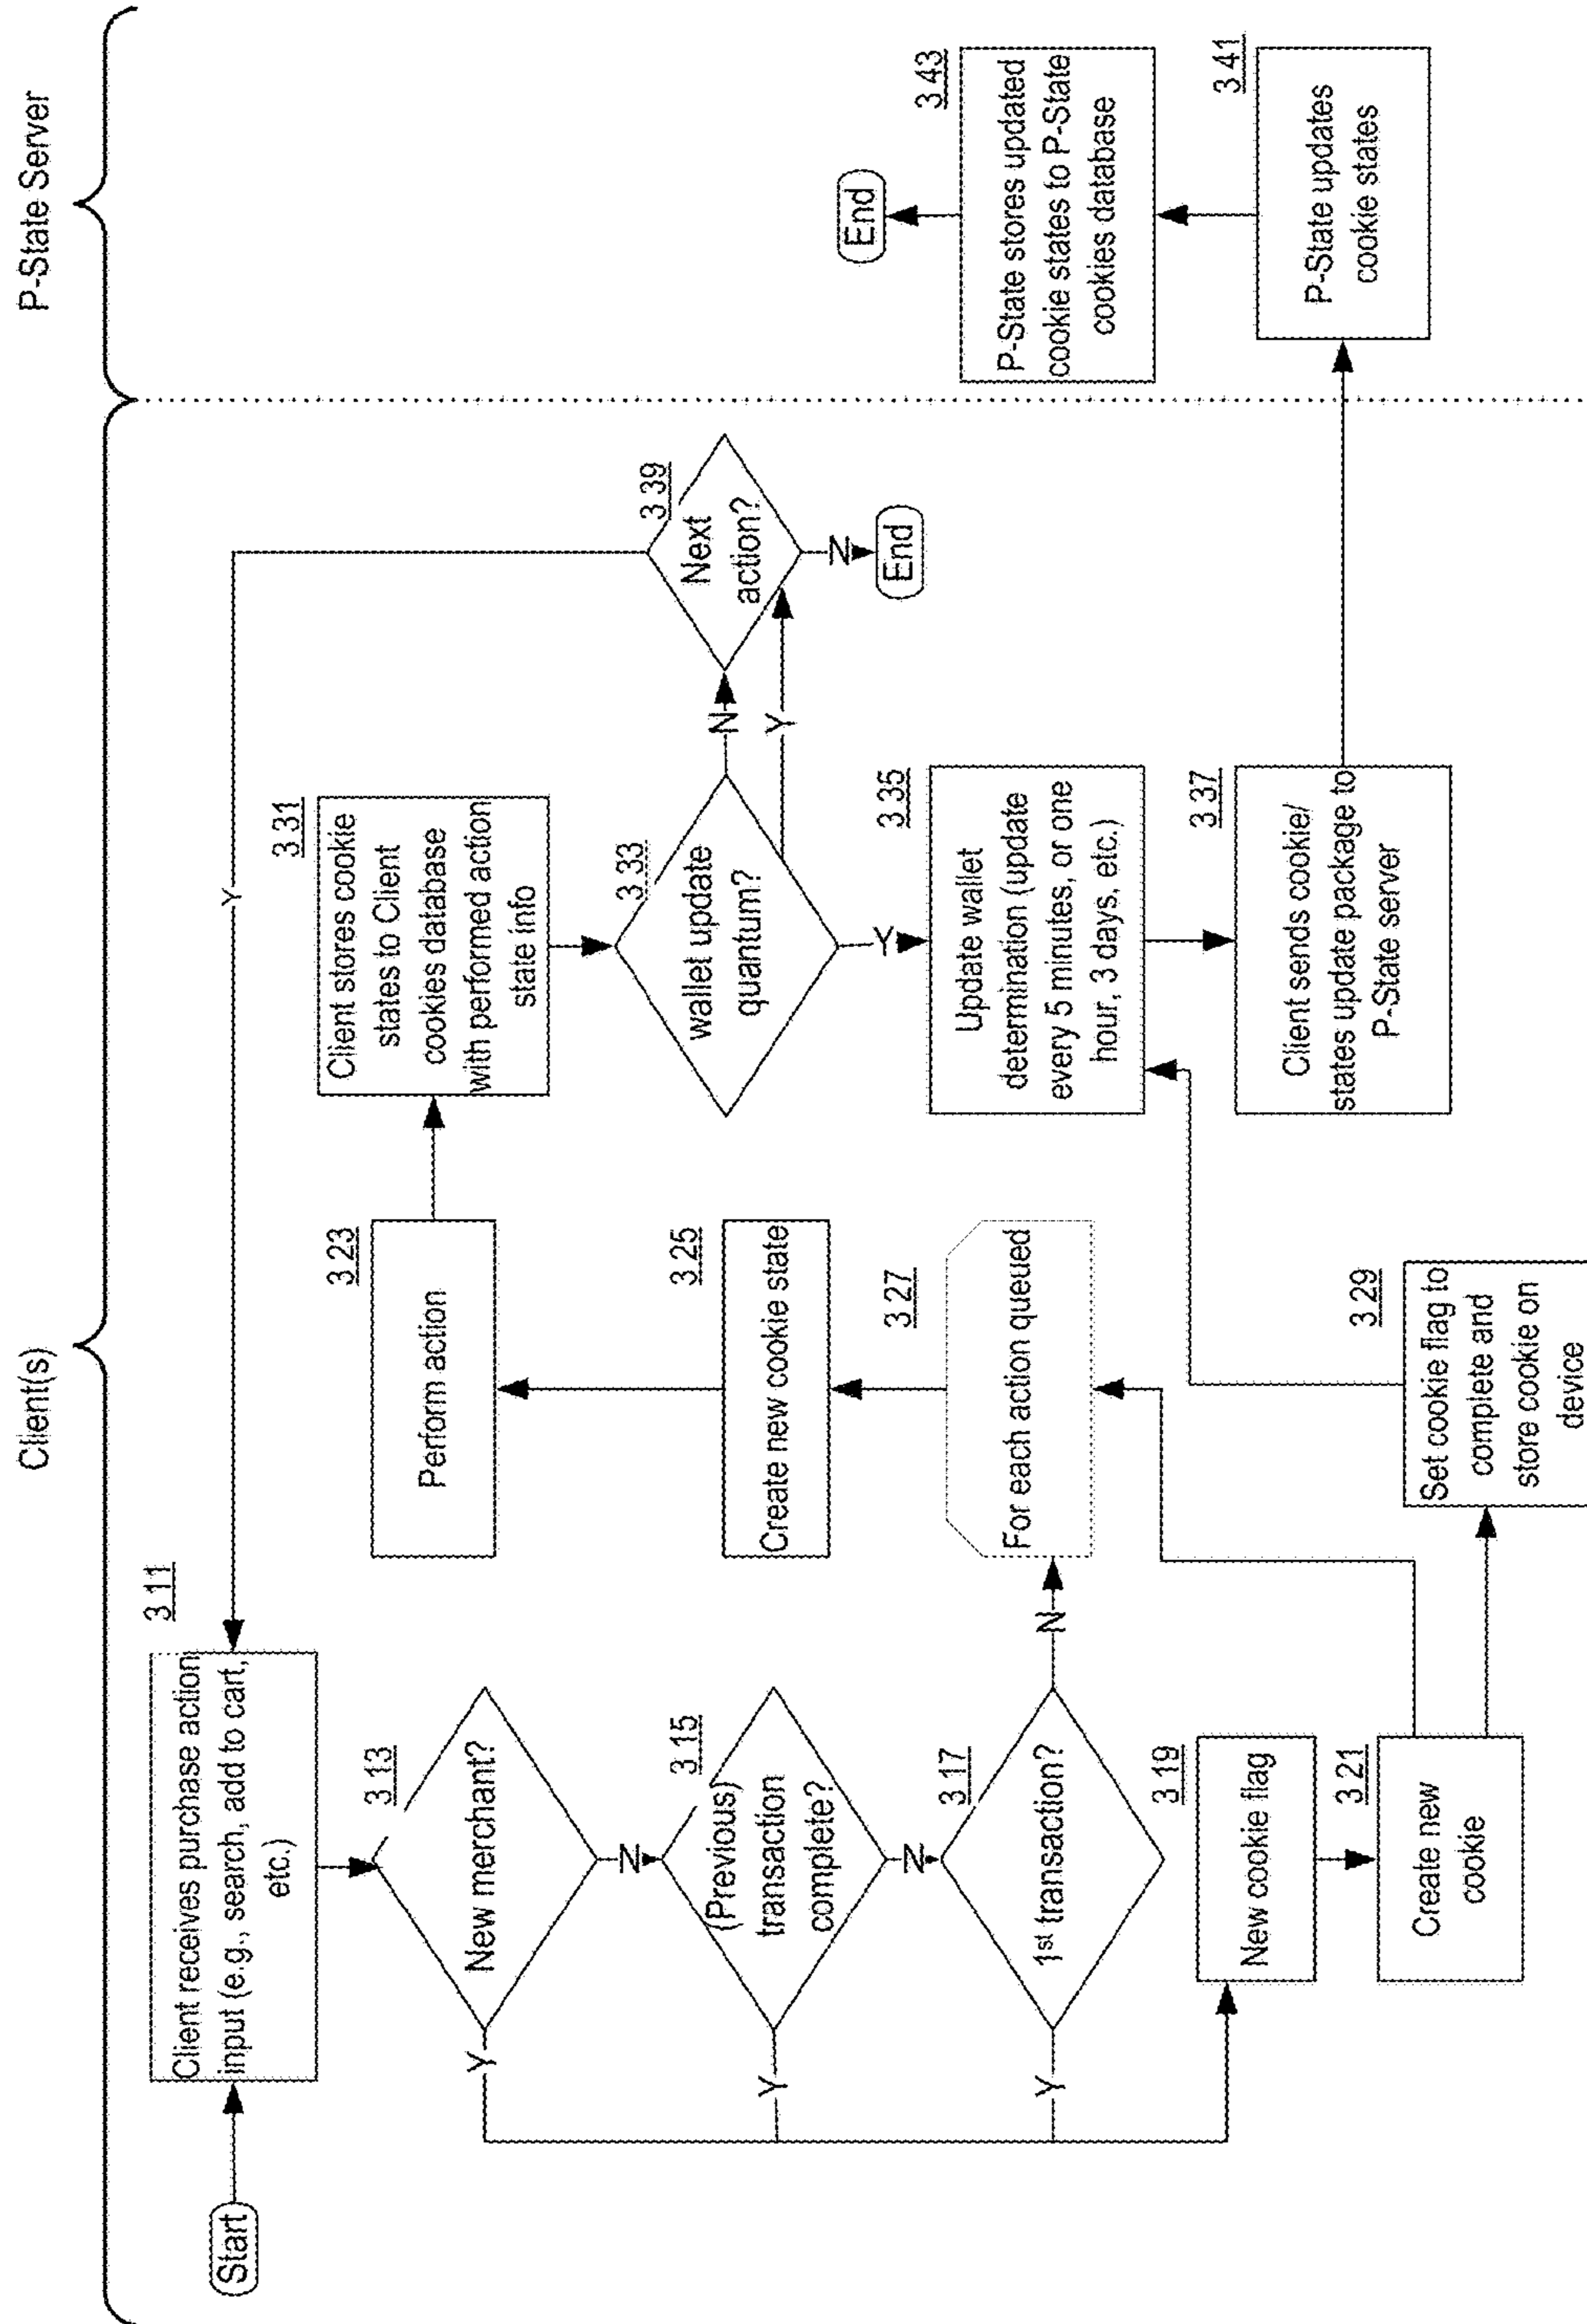 Client(s)
P-State Server
Start
3 11
Client receives purchase action
input (e.g., search, add to cart,
etc.)
3 13
New merchant?
Y
N
3 15
(Previous)
transaction
complete?
Y
N
3 17
1st transaction?
Y
N
3 19
New cookie flag
3 21
Create new
cookie
3 23
Perform action
3 25
Create new cookie state
3 27
For each action queued
3 29
Set cookie flag to
complete and
store cookie on
device
3 31
Client stores cookie
states to Client
cookies database
with performed action
state info
3 33
wallet update
quantum?
N
Y
Y
3 35
Update wallet
determination (update
every 5 minutes, or one
hour, 3 days, etc.)
3 37
Client sends cookie/
states update package to
P-State server
3 39
Next
action?
Y
N
End
End
3 43
P-State stores updated
cookie states to P-State
cookies database
3 41
P-State updates
cookie states